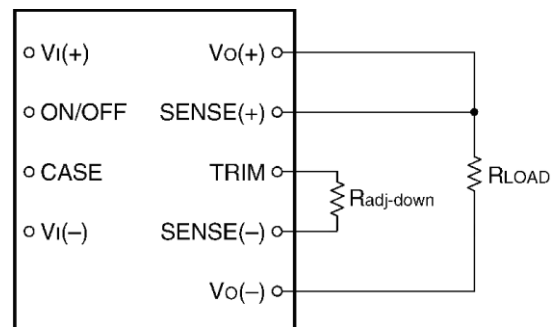 VI(+) VO(+)
ON/OFF SENSE(+)
CASE TRIM
RLOAD
Radj-down
VI(–) SENSE(–)
VO(–)